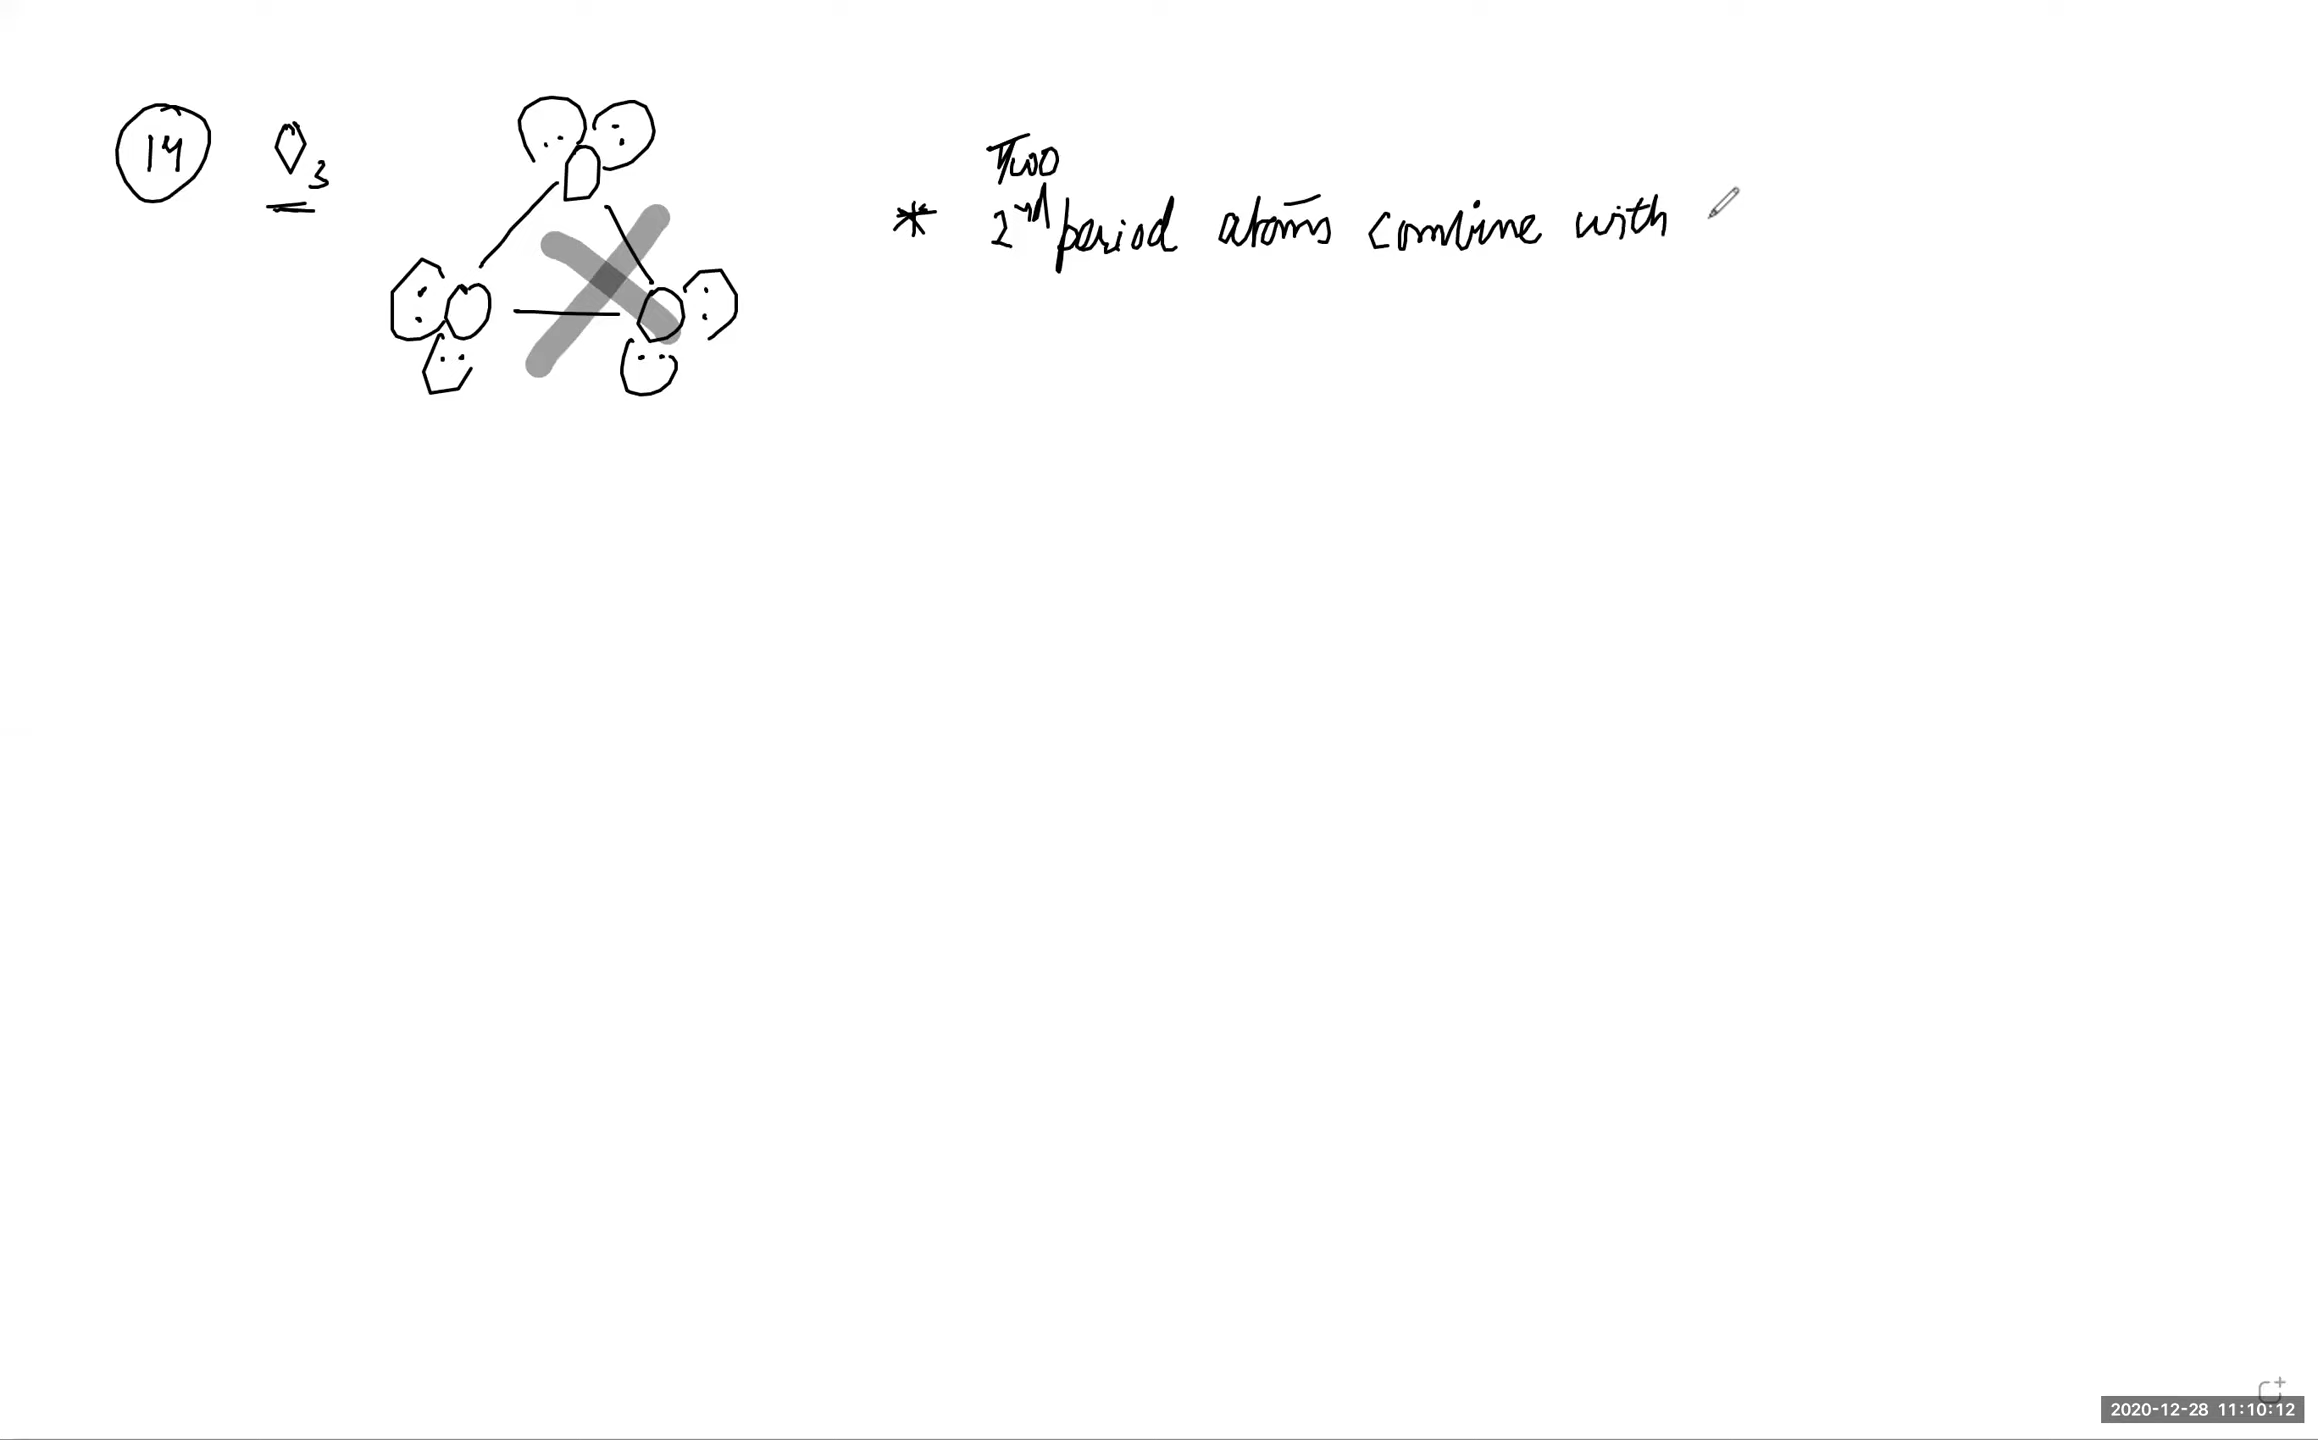 14 O3
Two
* 2nd period atoms combine with
O
O O
2020-12-28 11:10:12